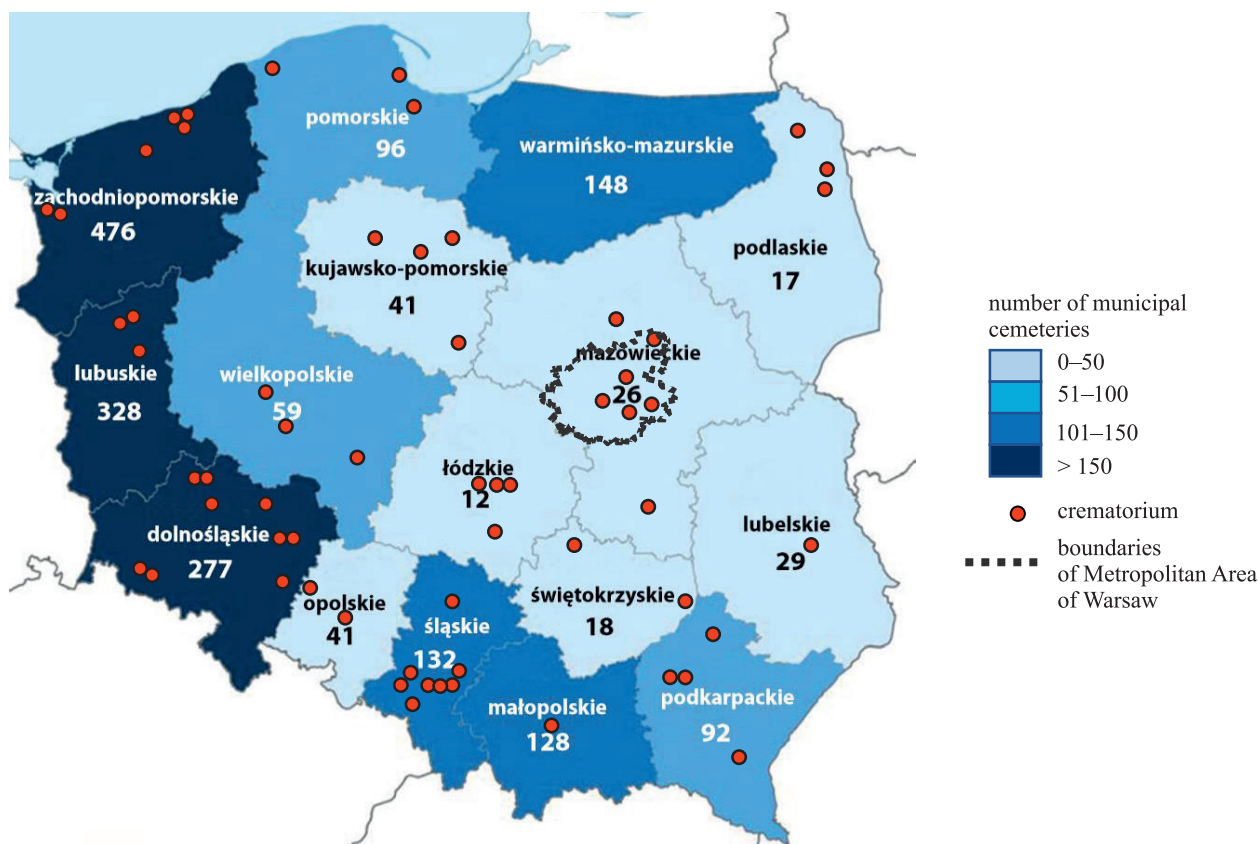 pomorskie
96
warmińsko-mazurskie
148
zachodniopomorskie
476
podlaskie
17
kujawsko-pomorskie
41
mazowieckie
26
lubuskie
328
wielkopolskie
59
łódzkie
12
lubelskie
29
dolnośląskie
277
opolskie
41
śląskie
132
świętokrzyskie
18
małopolskie
128
podkarpackie
92
number of municipal
cemeteries
0–50
51–100
101–150
> 150
crematorium
boundaries
of Metropolitan Area
of Warsaw